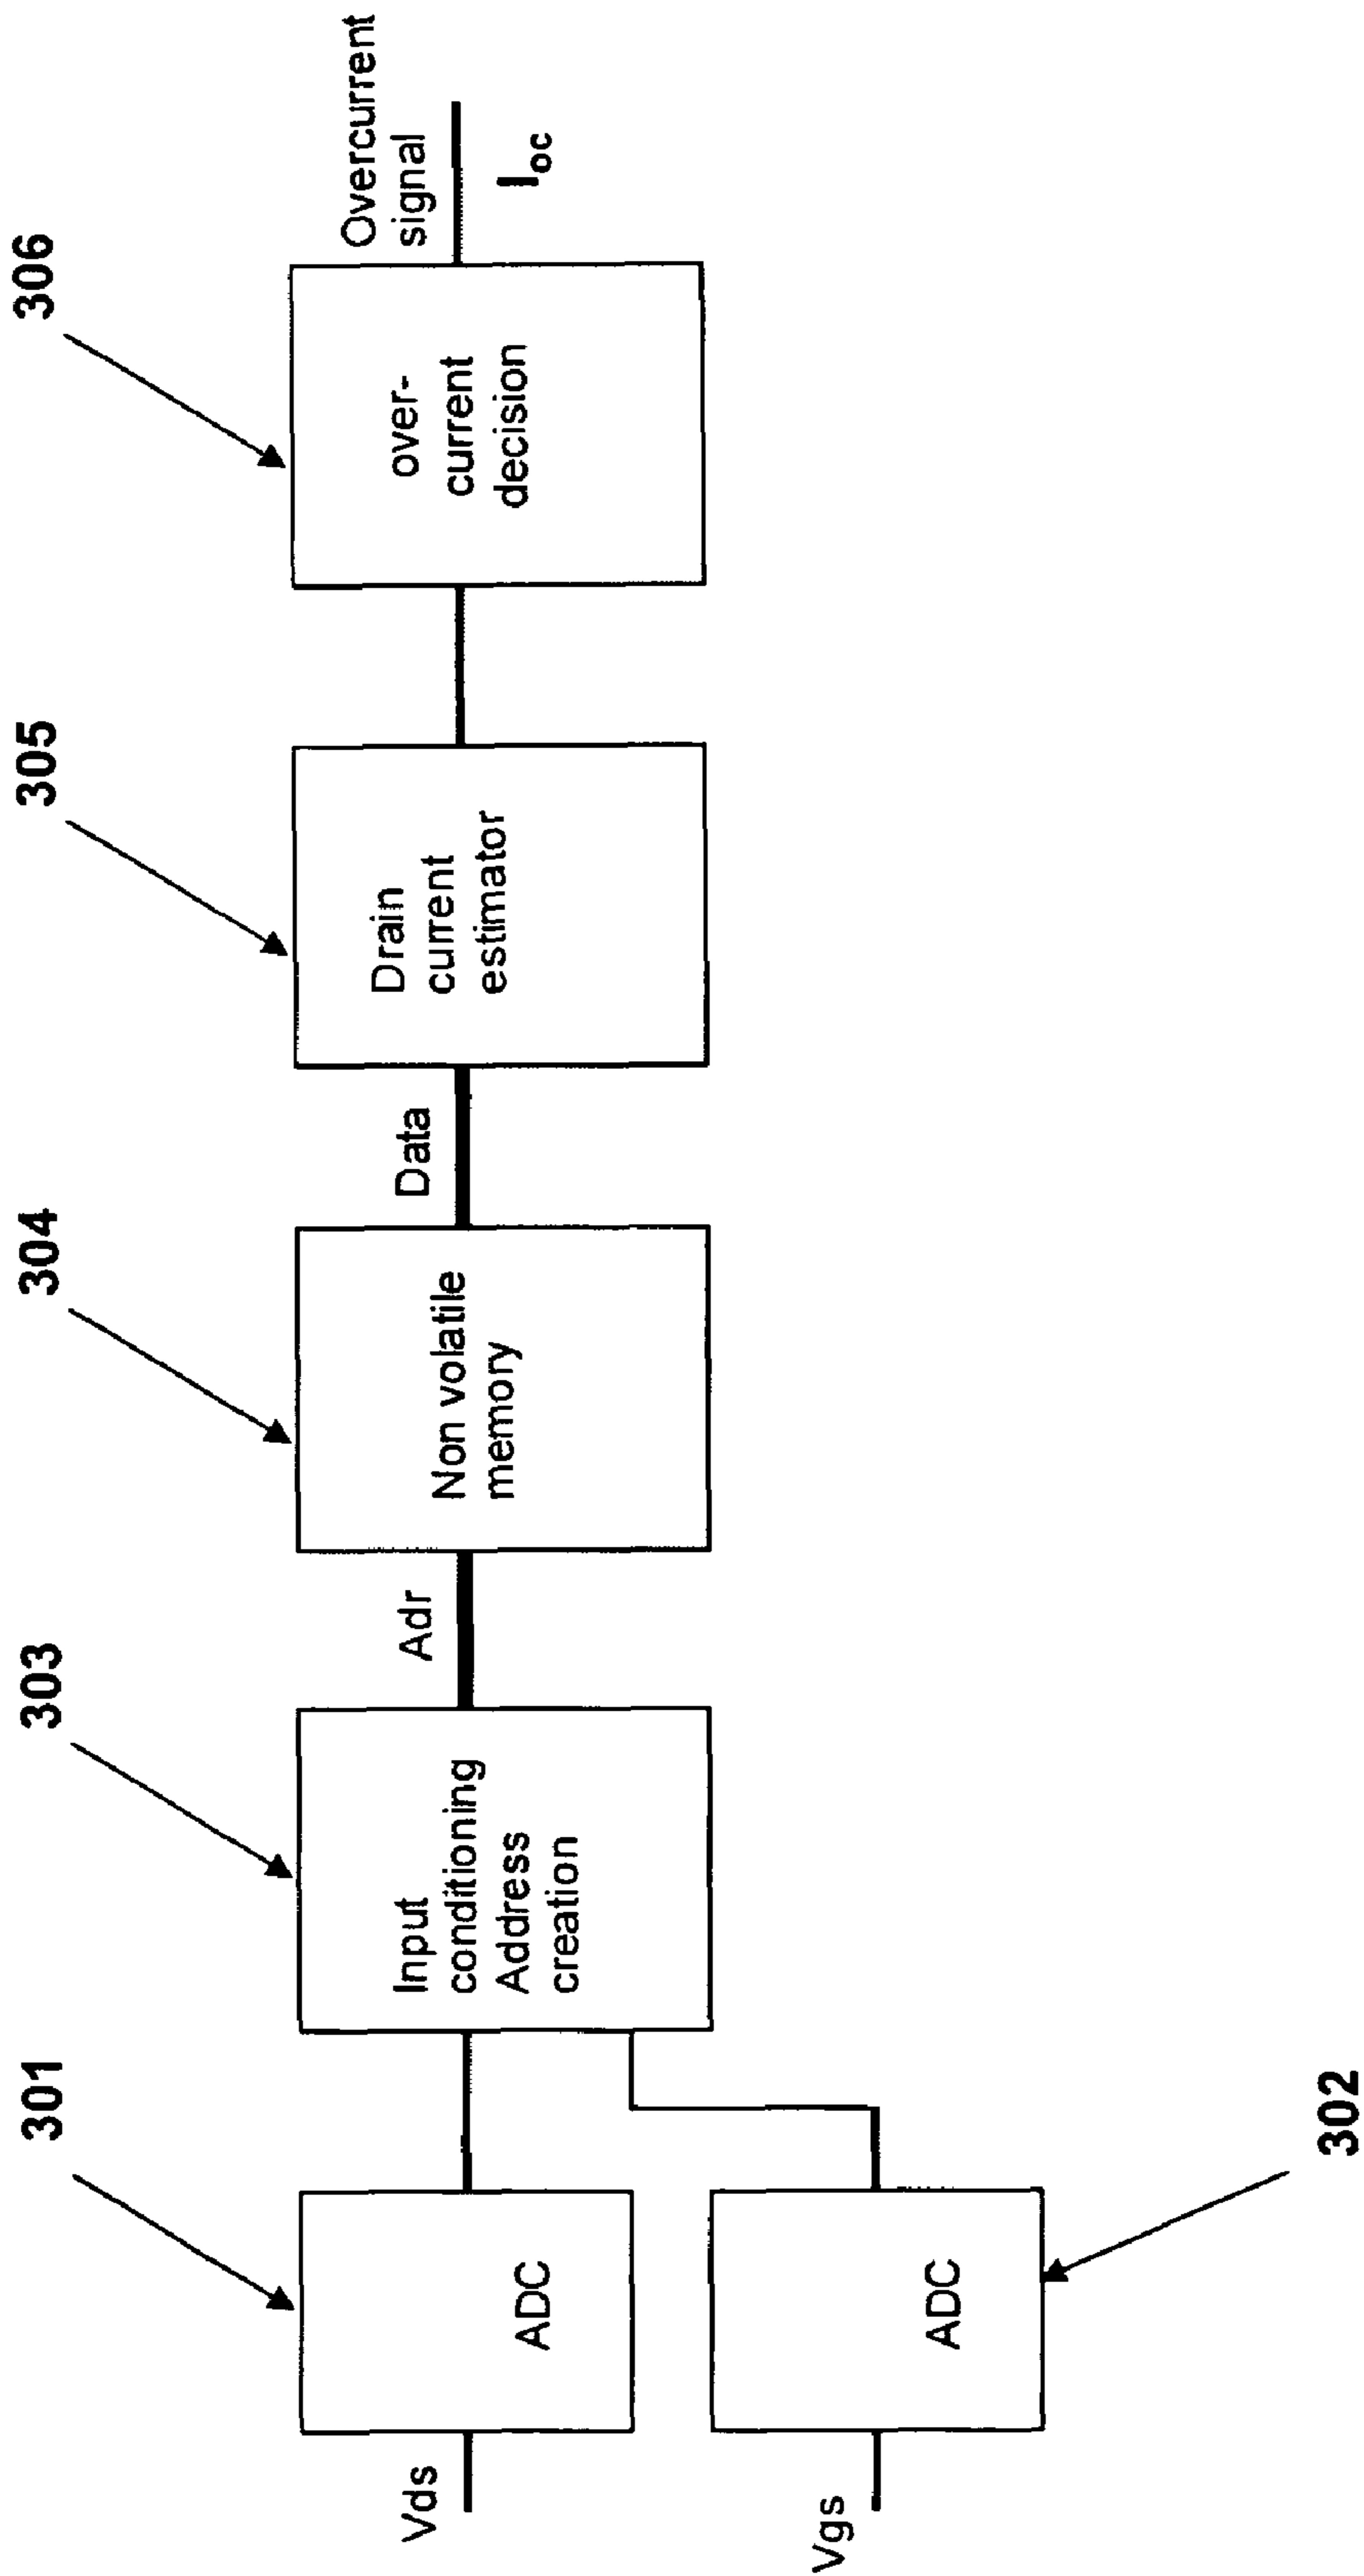 301
303
304
305
306
Vds
ADC
Input
conditioning
Address
creation
Adr
Non volatile
memory
Data
Drain
current
estimator
over-
current
decision
Overcurrent
signal
Ioc
Vgs
ADC
302